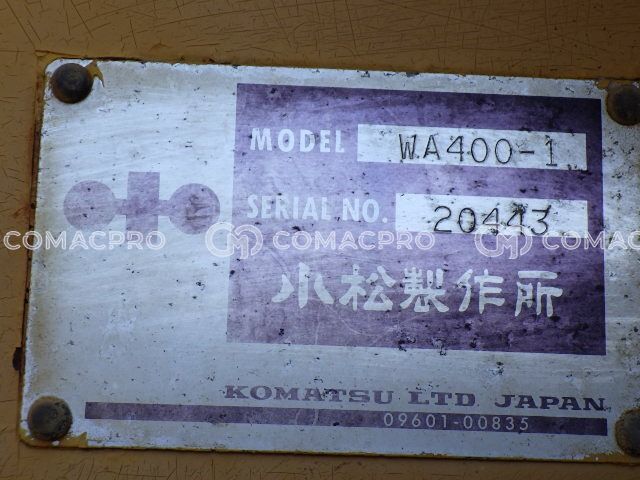 MODEL WA400-1
SERIAL NO. 20443
COMACPRO COMACPRO COMAC
小松製作所
KOMATSU LTD. JAPAN
09601-00835